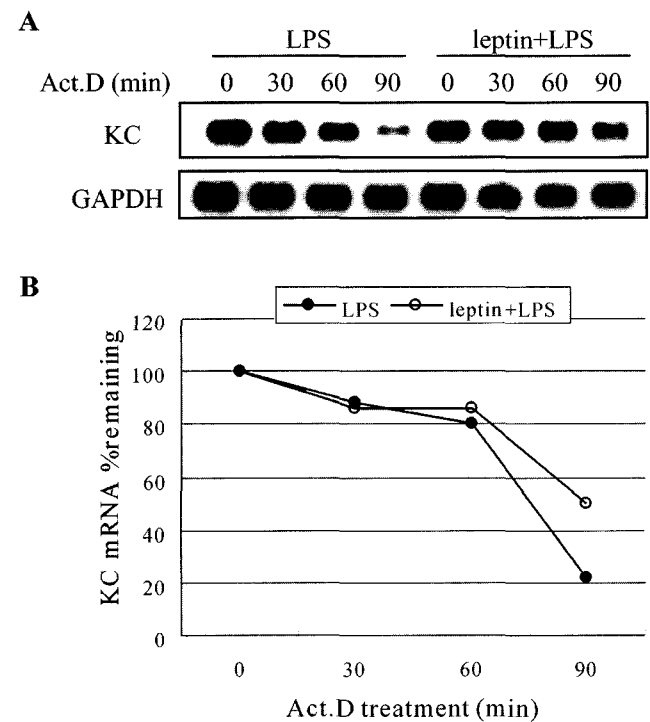 A
LPS leptin+LPS
Act.D (min) 0 30 60 90 0 30 60 90
KC
GAPDH
B
LPS leptin+LPS
KC mRNA %remaining
120
100
80
60
40
20
0
0 30 60 90
Act.D treatment (min)